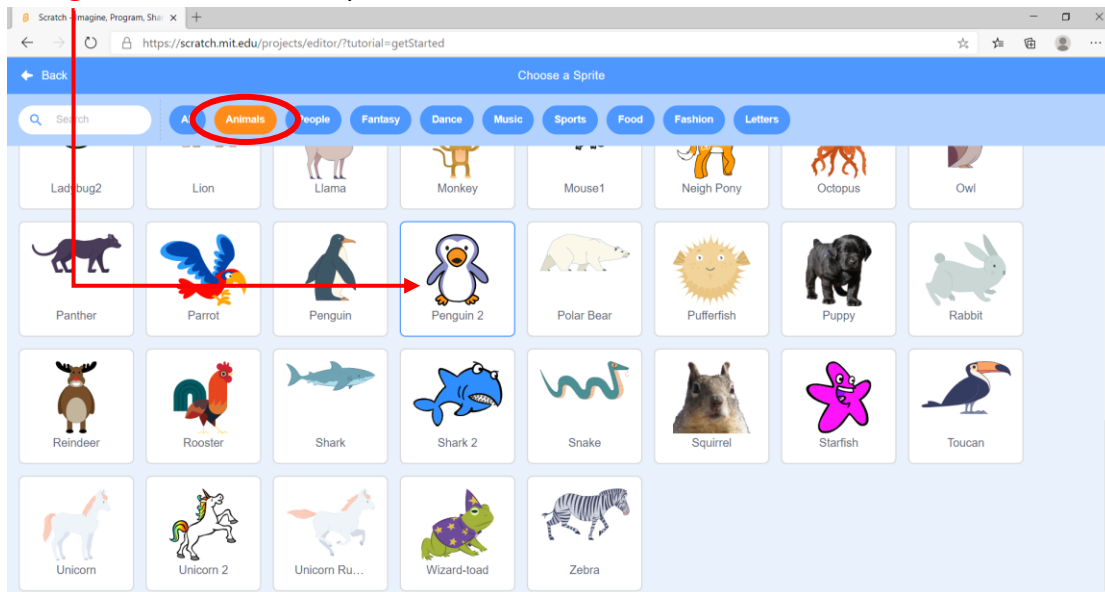 Scratch - Imagine, Program, Shar
https://scratch.mit.edu/projects/editor/?tutorial=getStarted
Back
Choose a Sprite
Search
Animals People Fantasy Dance Music Sports Food Fashion Letters
Ladybug2 Lion Llama Monkey Mouse1 Neigh Pony Octopus Owl
Panther Parrot Penguin Penguin 2 Polar Bear Pufferfish Puppy Rabbit
Reindeer Rooster Shark Shark 2 Snake Squirrel Starfish Toucan
Unicorn Unicorn 2 Unicorn Ru... Wizard-toad Zebra